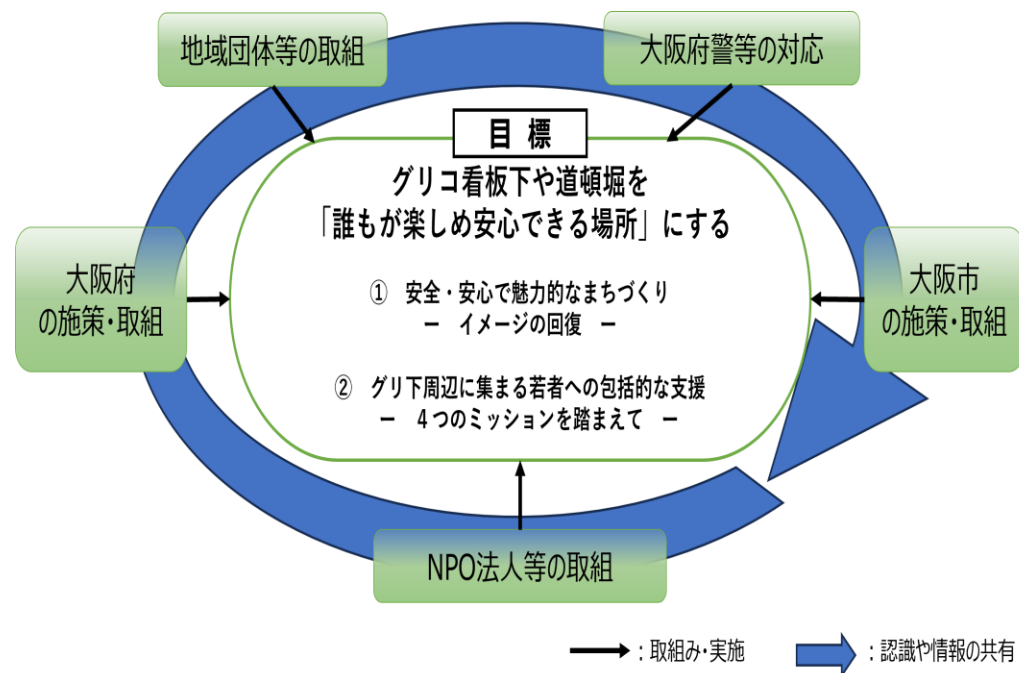 地域団体等の取組
大阪府警等の対応
目 標
グリコ看板下や道頓堀を
「誰もが楽しめ安心できる場所」にする
① 安全・安心で魅力的なまちづくり
ー イメージの回復 ー
② グリ下周辺に集まる若者への包括的な支援
ー ４つのミッションを踏まえて ー
大阪府
の施策・取組
大阪市
の施策・取組
NPO法人等の取組
：取組み・実施
：認識や情報の共有